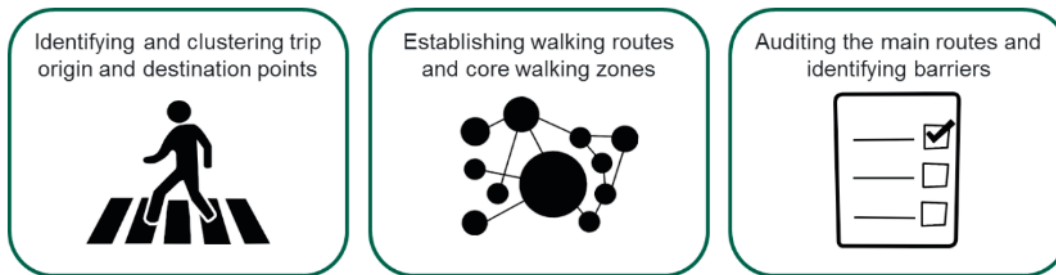 Identifying and clustering trip
origin and destination points
Establishing walking routes
and core walking zones
Auditing the main routes and
identifying barriers